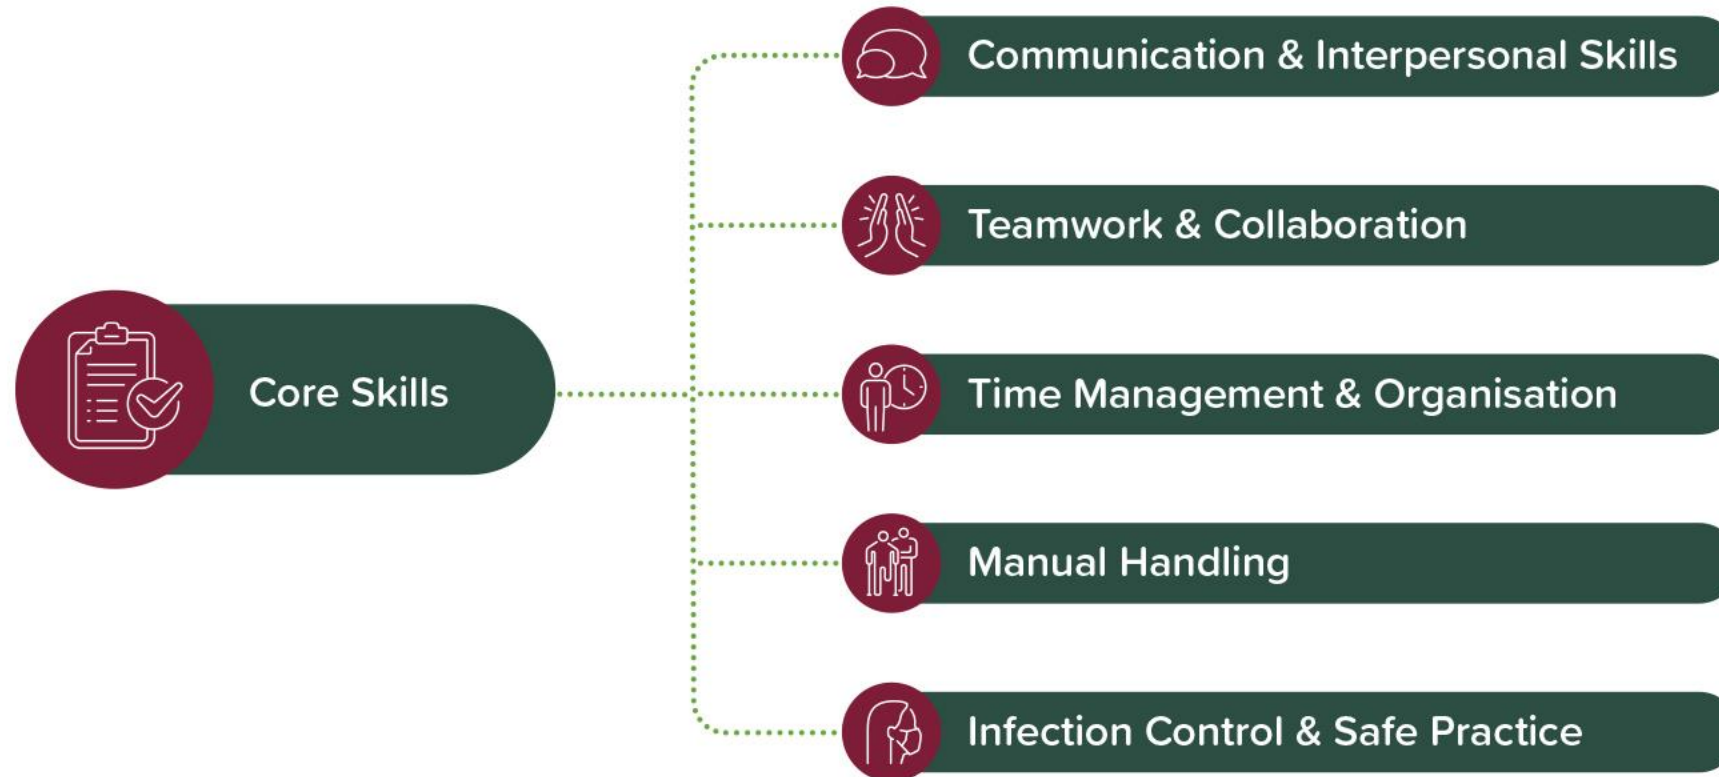 Core Skills
Communication & Interpersonal Skills
Teamwork & Collaboration
Time Management & Organisation
Manual Handling
Infection Control & Safe Practice